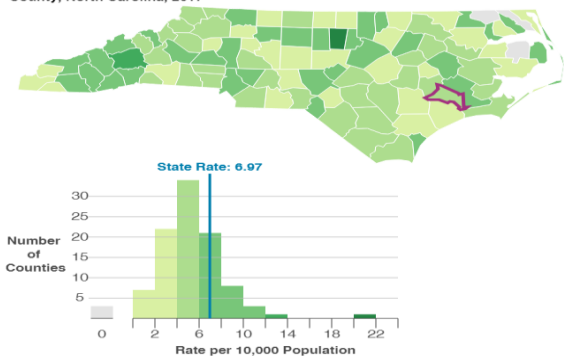 County, North Carolina, 2017
State Rate: 6.97
Number
of
Counties
30
25
20
15
10
5
0 2 6 10 14 18 22
Rate per 10,000 Population